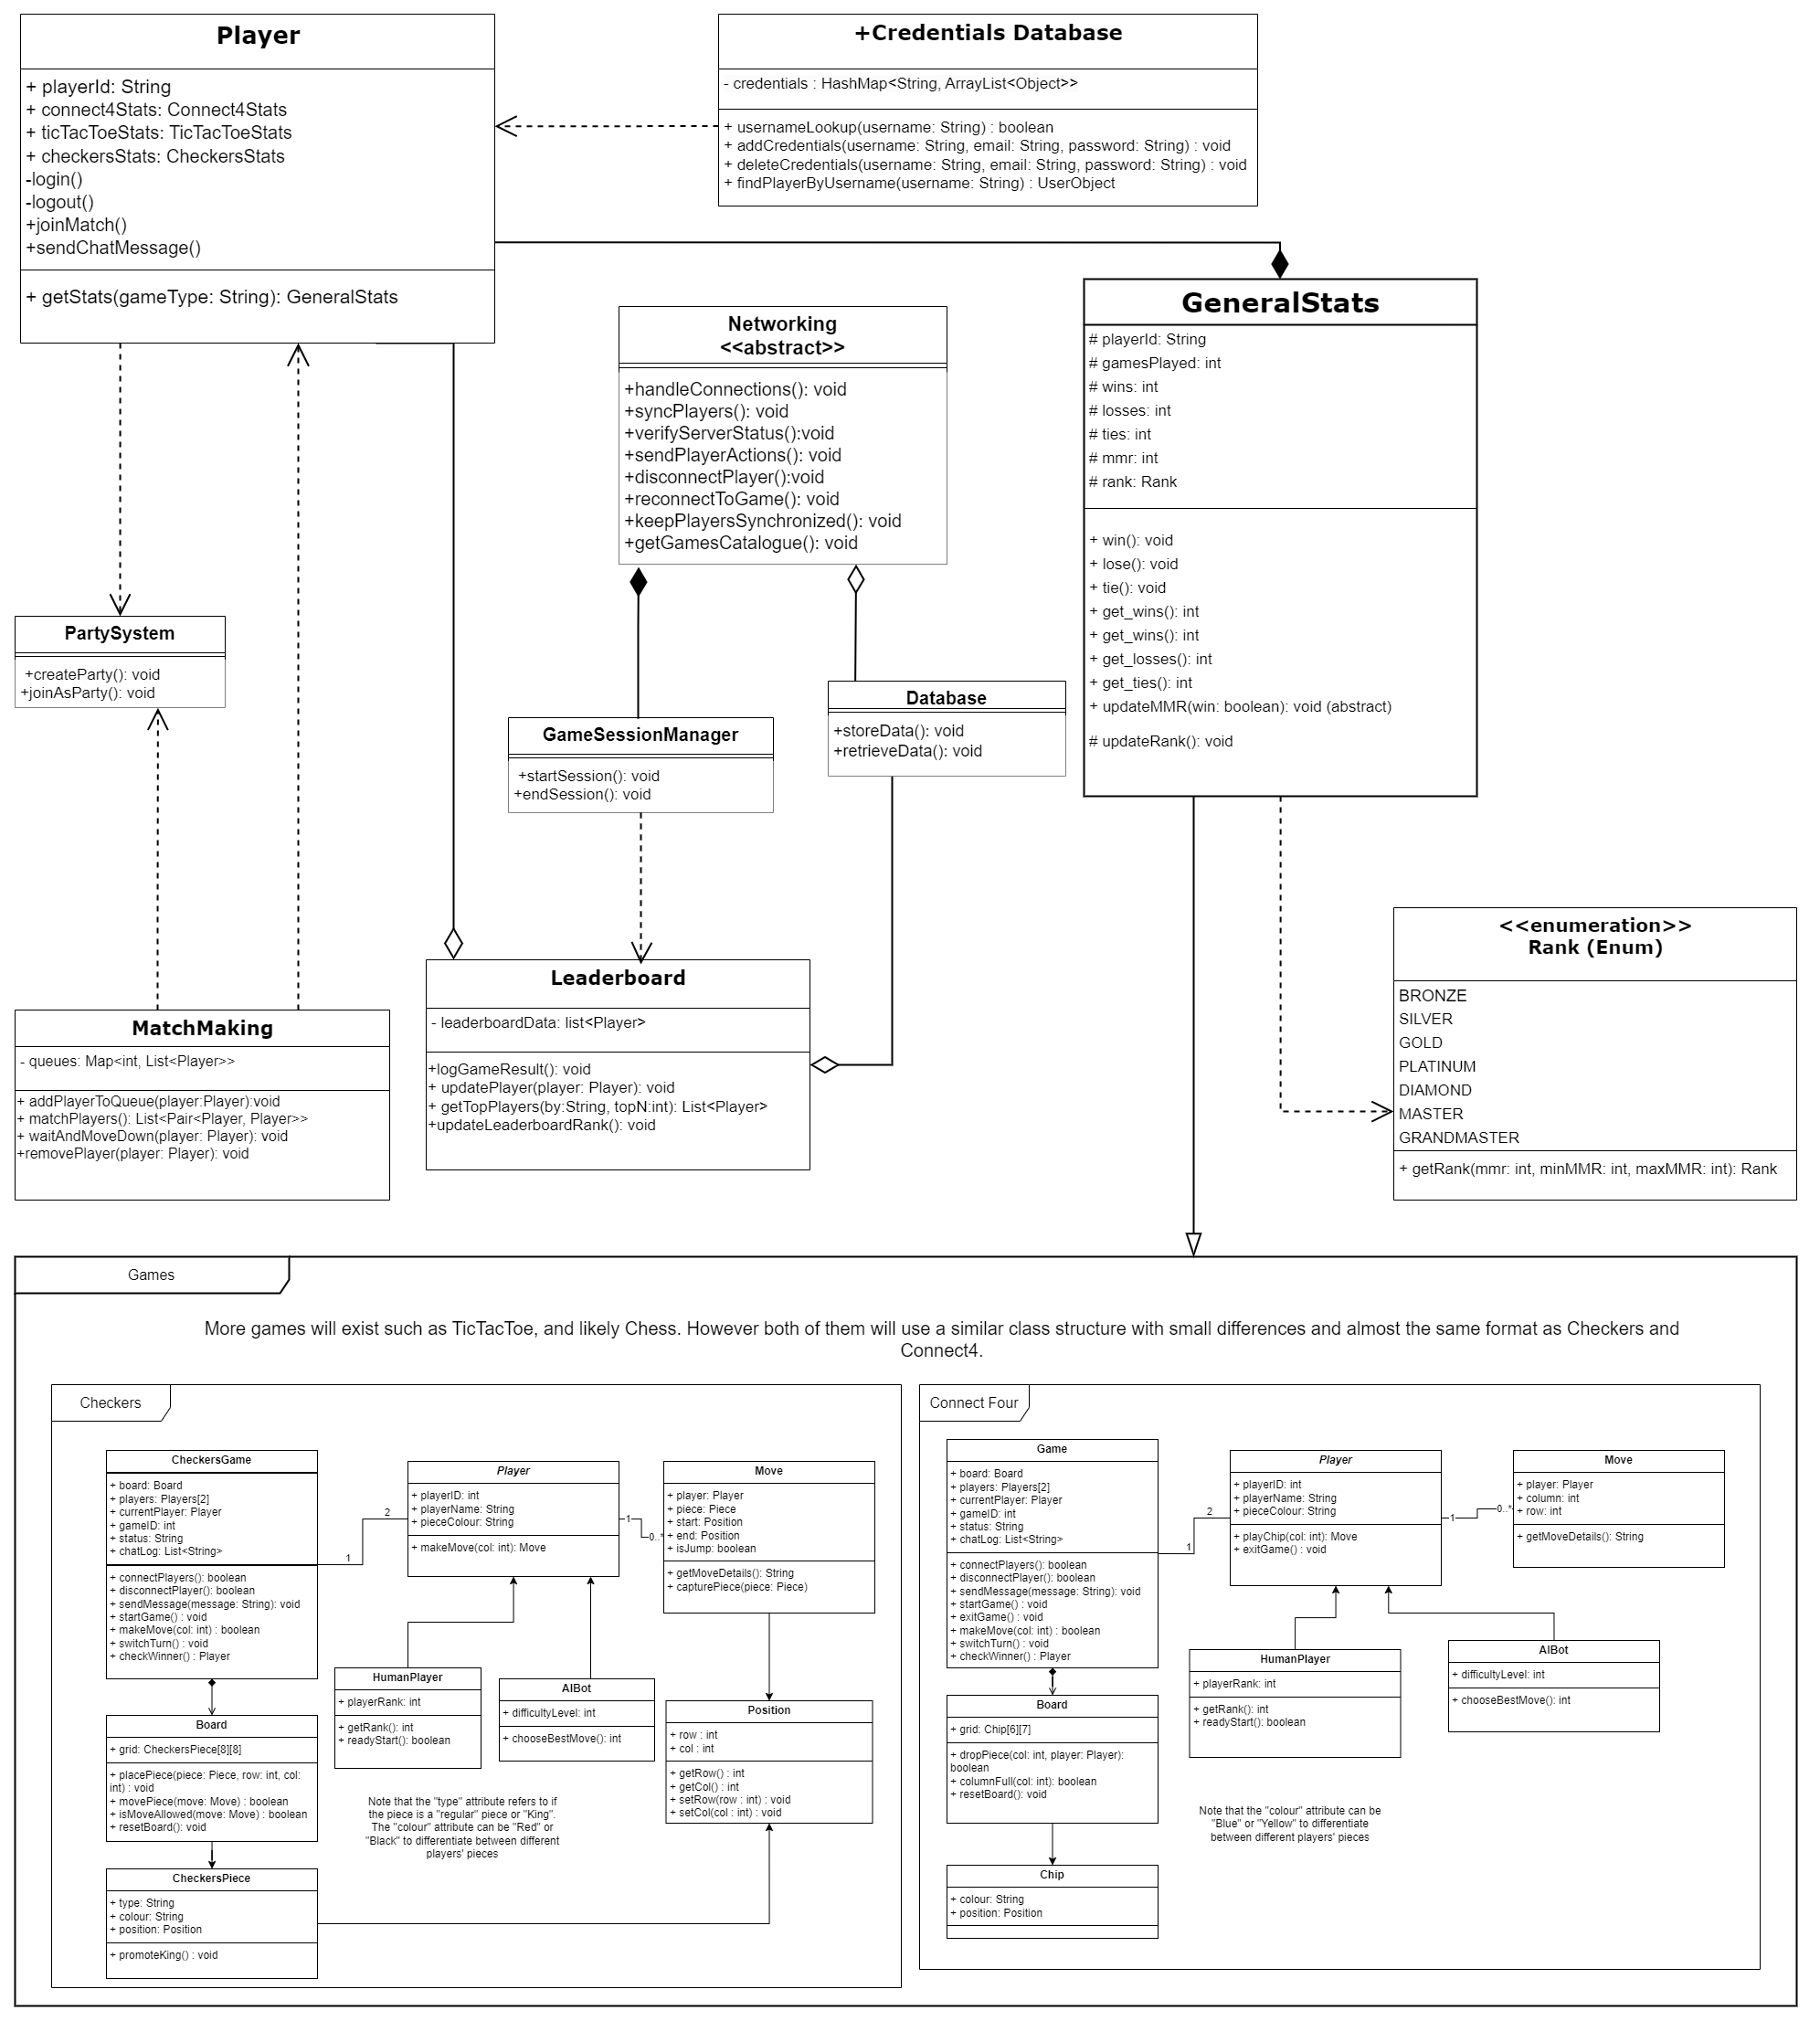 Player
+ playerId: String
+ connect4Stats: Connect4Stats
+ ticTacToeStats: TicTacToeStats
+ checkersStats: CheckersStats
-login()
-logout()
+joinMatch()
+sendChatMessage()
+ getStats(gameType: String): GeneralStats
+Credentials Database
- credentials : HashMap<String, ArrayList<Object>>
+ usernameLookup(username: String) : boolean
+ addCredentials(username: String, email: String, password: String) : void
+ deleteCredentials(username: String, email: String, password: String) : void
+ findPlayerByUsername(username: String) : UserObject
Networking
<<abstract>>
+handleConnections(): void
+syncPlayers(): void
+verifyServerStatus():void
+sendPlayerActions(): void
+disconnectPlayer():void
+reconnectToGame(): void
+keepPlayersSynchronized(): void
+getGamesCatalogue(): void
GeneralStats
# playerId: String
# gamesPlayed: int
# wins: int
# losses: int
# ties: int
# mmr: int
# rank: Rank
+ win(): void
+ lose(): void
+ tie(): void
+ get_wins(): int
+ get_wins(): int
+ get_losses(): int
+ get_ties(): int
+ updateMMR(win: boolean): void (abstract)
# updateRank(): void
PartySystem
+createParty(): void
+joinAsParty(): void
GameSessionManager
+startSession(): void
+endSession(): void
Database
+storeData(): void
+retrieveData(): void
<<enumeration>>
Rank (Enum)
BRONZE
SILVER
GOLD
PLATINUM
DIAMOND
MASTER
GRANDMASTER
+ getRank(mmr: int, minMMR: int, maxMMR: int): Rank
Leaderboard
- leaderboardData: list<Player>
+logGameResult(): void
+ updatePlayer(player: Player): void
+ getTopPlayers(by:String, topN:int): List<Player>
+updateLeaderboardRank(): void
MatchMaking
- queues: Map<int, List<Player>>
+ addPlayerToQueue(player:Player):void
+ matchPlayers(): List<Pair<Player, Player>>
+ waitAndMoveDown(player: Player): void
+removePlayer(player: Player): void
Games
More games will exist such as TicTacToe, and likely Chess. However both of them will use a similar class structure with small differences and almost the same format as Checkers and
Connect4.
Checkers
CheckersGame
+ board: Board
+ players: Players[2]
+ currentPlayer: Player
+ gameID: int
+ status: String
+ chatLog: List<String>
+ connectPlayers(): boolean
+ disconnectPlayer(): boolean
+ sendMessage(message: String): void
+ startGame() : void
+ makeMove(col: int) : boolean
+ switchTurn() : void
+ checkWinner() : Player
1
2
Player
+ playerID: int
+ playerName: String
+ pieceColour: String
+ makeMove(col: int): Move
1
0..*
Move
+ player: Player
+ piece: Piece
+ start: Position
+ end: Position
+ isJump: boolean
+ getMoveDetails(): String
+ capturePiece(piece: Piece)
HumanPlayer
+ playerRank: int
+ getRank(): int
+ readyStart(): boolean
AIBot
+ difficultyLevel: int
+ chooseBestMove(): int
Position
+ row : int
+ col : int
+ getRow() : int
+ getCol() : int
+ setRow(row : int) : void
+ setCol(col : int) : void
Board
+ grid: CheckersPiece[8][8]
+ placePiece(piece: Piece, row: int, col:
int) : void
+ movePiece(move: Move) : boolean
+ isMoveAllowed(move: Move) : boolean
+ resetBoard(): void
Note that the "type" attribute refers to if
the piece is a "regular" piece or "King".
The "colour" attribute can be "Red" or
"Black" to differentiate between different
players' pieces
CheckersPiece
+ type: String
+ colour: String
+ position: Position
+ promoteKing() : void
Connect Four
Game
+ board: Board
+ players: Players[2]
+ currentPlayer: Player
+ gameID: int
+ status: String
+ chatLog: List<String>
+ connectPlayers(): boolean
+ disconnectPlayer(): boolean
+ sendMessage(message: String): void
+ startGame() : void
+ exitGame() : void
+ makeMove(col: int) : boolean
+ switchTurn() : void
+ checkWinner() : Player
1
2
Player
+ playerID: int
+ playerName: String
+ pieceColour: String
+ playChip(col: int): Move
+ exitGame() : void
1
0..*
Move
+ player: Player
+ column: int
+ row: int
+ getMoveDetails(): String
HumanPlayer
+ playerRank: int
+ getRank(): int
+ readyStart(): boolean
AIBot
+ difficultyLevel: int
+ chooseBestMove(): int
Board
+ grid: Chip[6][7]
+ dropPiece(col: int, player: Player):
boolean
+ columnFull(col: int): boolean
+ resetBoard(): void
Note that the "colour" attribute can be
"Blue" or "Yellow" to differentiate
between different players' pieces
Chip
+ colour: String
+ position: Position